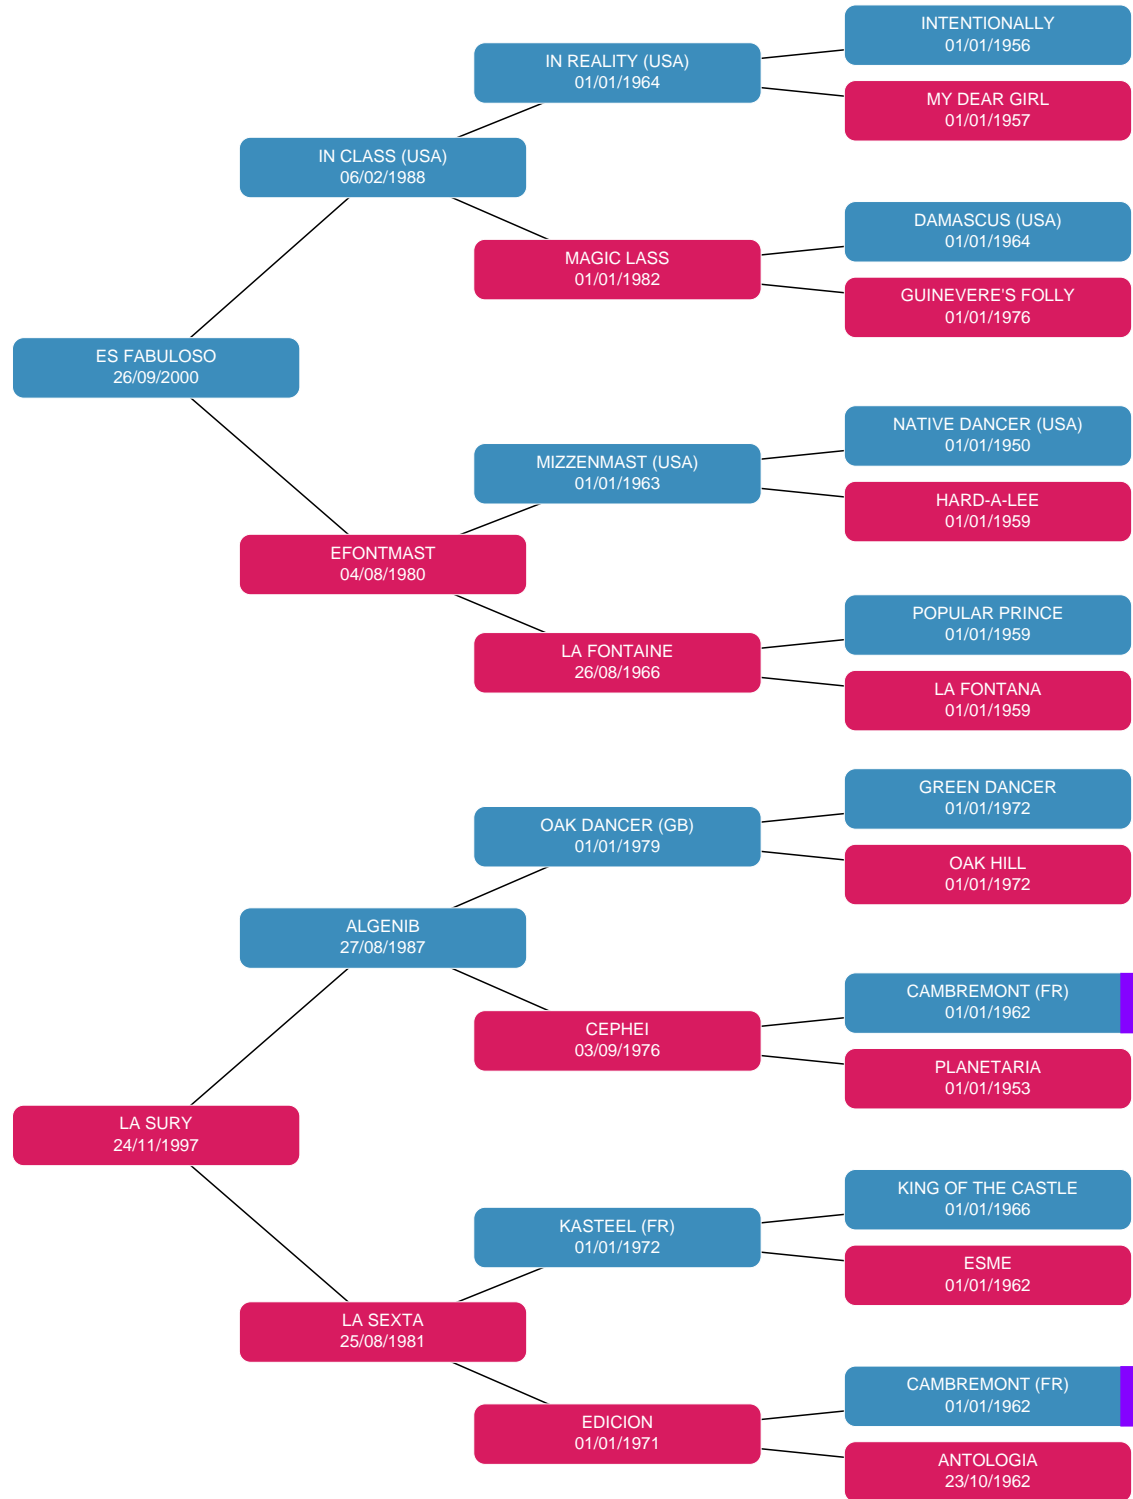 INTENTIONALLY
01/01/1956
IN REALITY (USA)
01/01/1964
MY DEAR GIRL
01/01/1957
IN CLASS (USA)
06/02/1988
DAMASCUS (USA)
01/01/1964
MAGIC LASS
01/01/1982
GUINEVERE'S FOLLY
01/01/1976
ES FABULOSO
26/09/2000
NATIVE DANCER (USA)
01/01/1950
MIZZENMAST (USA)
01/01/1963
HARD-A-LEE
01/01/1959
EFONTMAST
04/08/1980
POPULAR PRINCE
01/01/1959
LA FONTAINE
26/08/1966
LA FONTANA
01/01/1959
GREEN DANCER
01/01/1972
OAK DANCER (GB)
01/01/1979
OAK HILL
01/01/1972
ALGENIB
27/08/1987
CAMBREMONT (FR)
01/01/1962
CEPHEI
03/09/1976
PLANETARIA
01/01/1953
LA SURY
24/11/1997
KING OF THE CASTLE
01/01/1966
KASTEEL (FR)
01/01/1972
ESME
01/01/1962
LA SEXTA
25/08/1981
CAMBREMONT (FR)
01/01/1962
EDICION
01/01/1971
ANTOLOGIA
23/10/1962